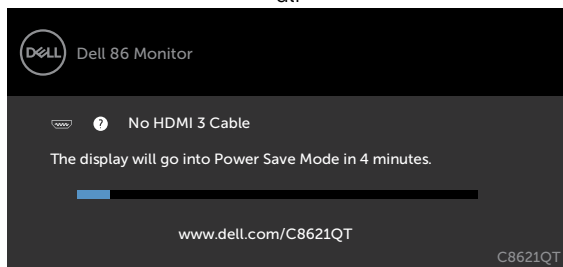 DELL
Dell 86 Monitor
? No HDMI 3 Cable
The display will go into Power Save Mode in 4 minutes.
www.dell.com/C8621QT
C8621QT